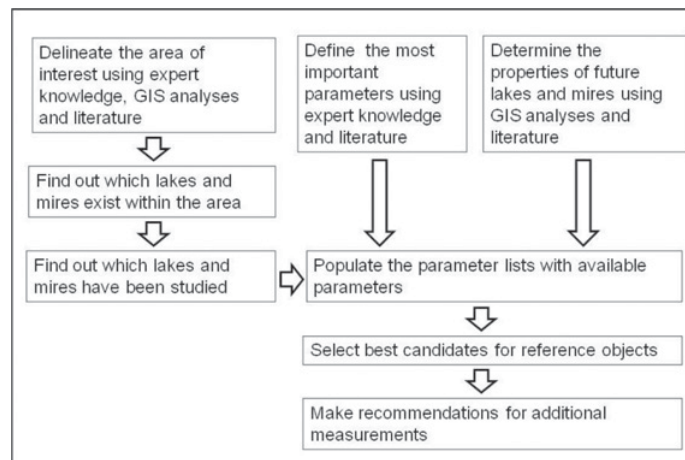 Delineate the area of
interest using expert
knowledge, GIS analyses
and literature
Define the most
important
parameters using
expert knowledge
and literature
Determine the
properties of future
lakes and mires using
GIS analyses and
literature
Find out which lakes and
mires exist within the area
Find out which lakes and
mires have been studied
Populate the parameter lists with available
parameters
Select best candidates for reference objects
Make recommendations for additional
measurements